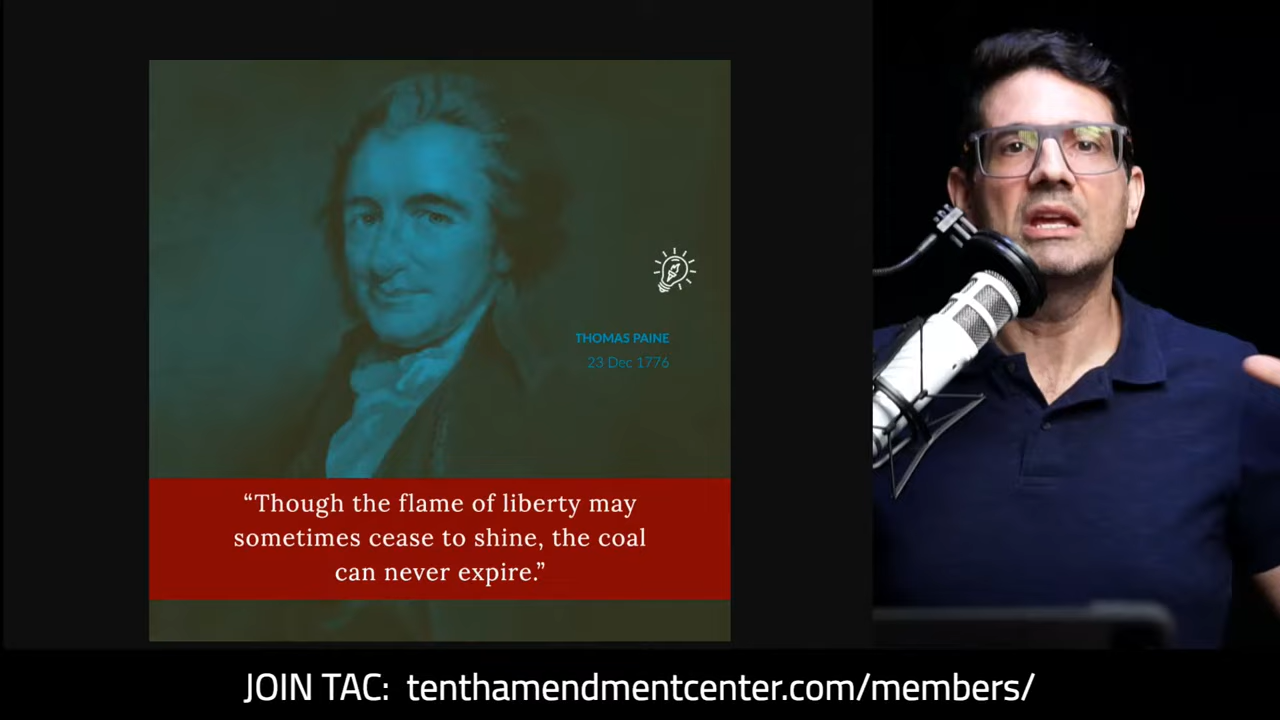 THOMAS PAINE
23 Dec 1776
“Though the flame of liberty may
sometimes cease to shine, the coal
can never expire.”
JOIN TAC: tenthamendmentcenter.com/members/